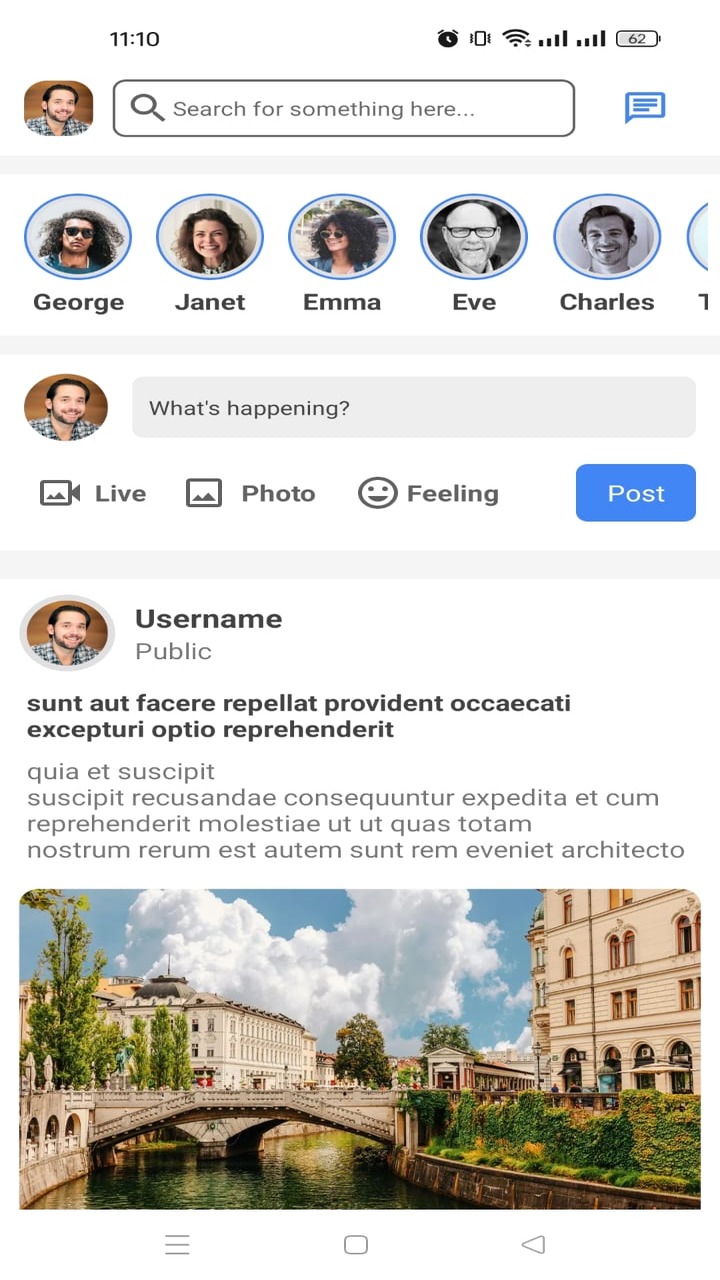 11:10
62
Search for something here...
George Janet Emma Eve Charles T
What's happening?
Live Photo Feeling Post
Username
Public
sunt aut facere repellat provident occaecati
excepturi optio reprehenderit
quia et suscipit
suscipit recusandae consequuntur expedita et cum
reprehenderit molestiae ut ut quas totam
nostrum rerum est autem sunt rem eveniet architecto